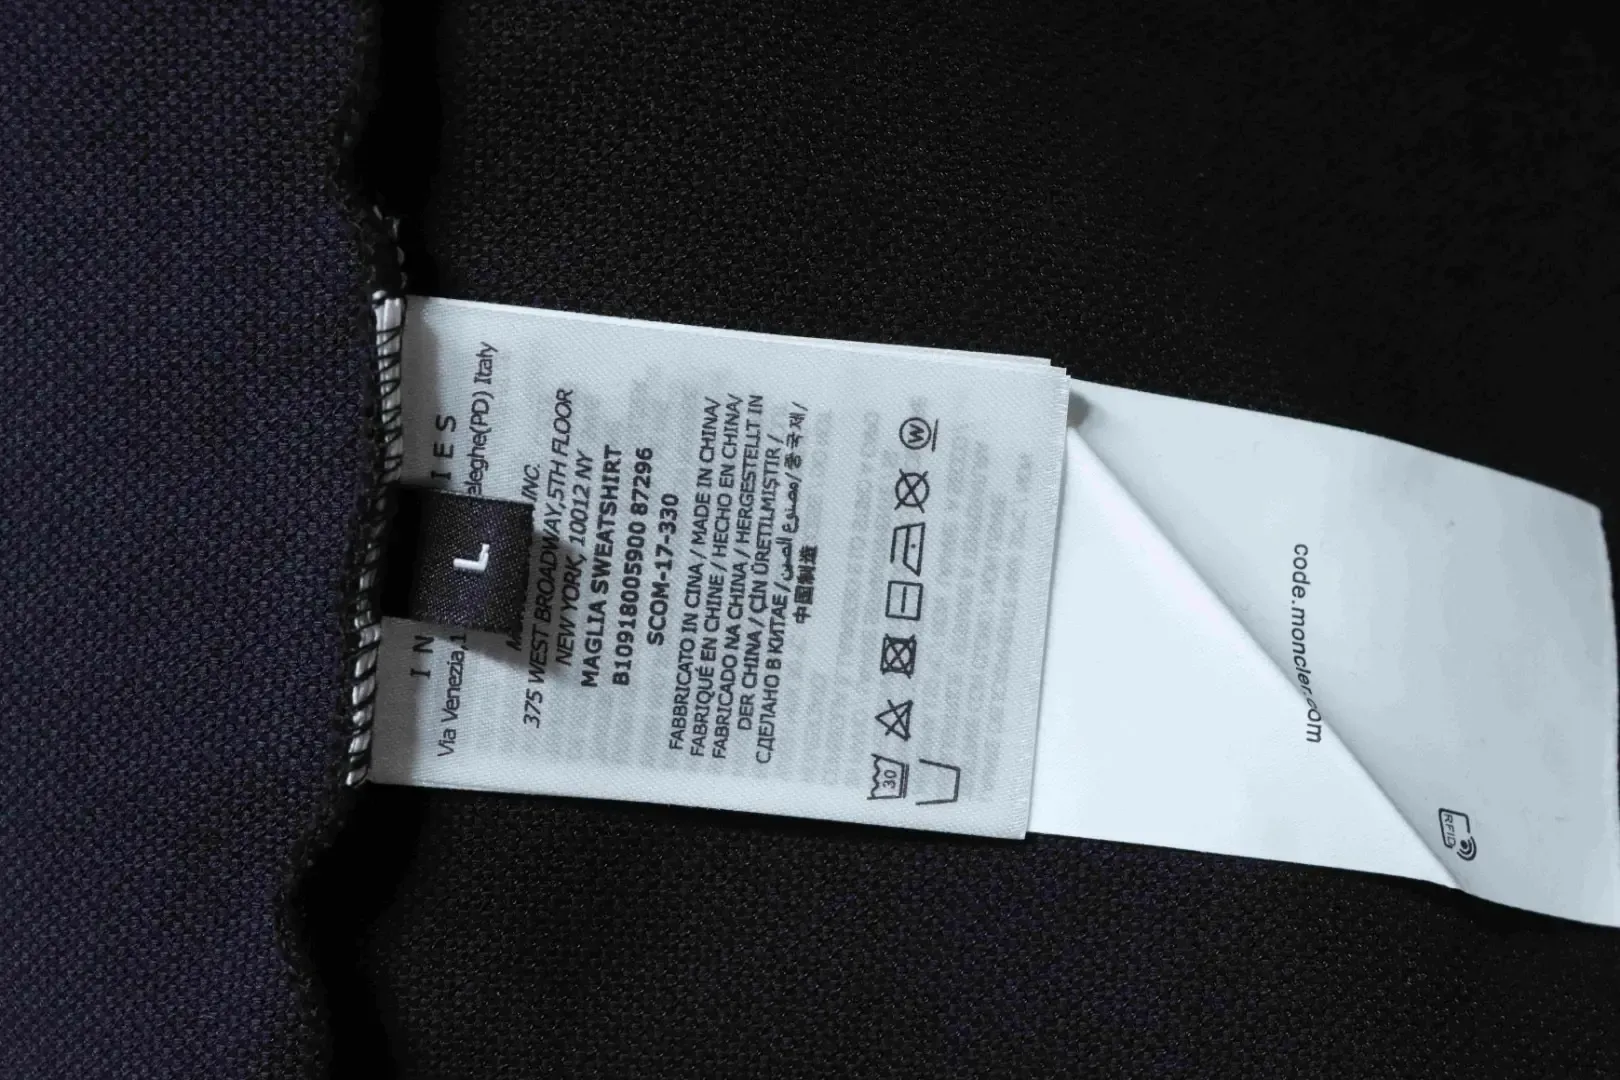 L
I N IES
Via Venezia,1 eleghe(PD) Italy
INC.
375 WEST BROADWAY,5TH FLOOR
NEW YORK, 10012 NY
MAGLIA SWEATSHIRT
B10918005900 87296
SCOM-17-330
FABBRICATO IN CINA / MADE IN CHINA/
FABRIQUÉ EN CHINE / HECHO EN CHINA/
FABRICADO NA CHINA / HERGESTELLT IN
DER CHINA / ÇIN ÜRETILMIŞTIR /
СДЕЛАНО В КИТАЕ /مصنوع الصين/중국제/
中国制造
30
W
code.moncler.com
RFID